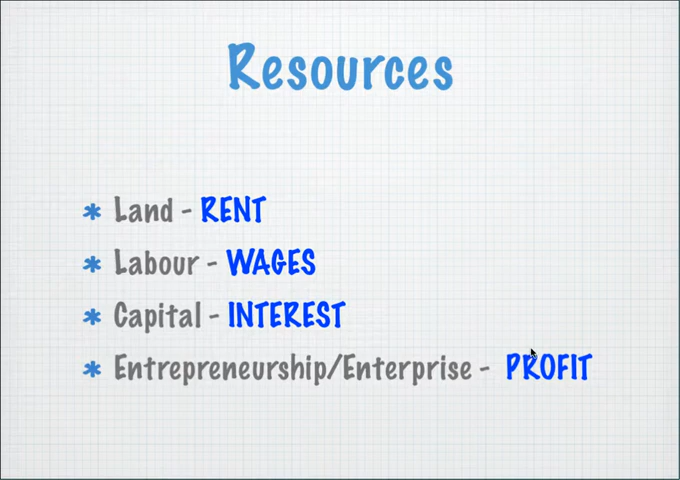 Resources
* Land - RENT
* Labour - WAGES
* Capital - INTEREST
* Entrepreneurship/Enterprise - PROFIT